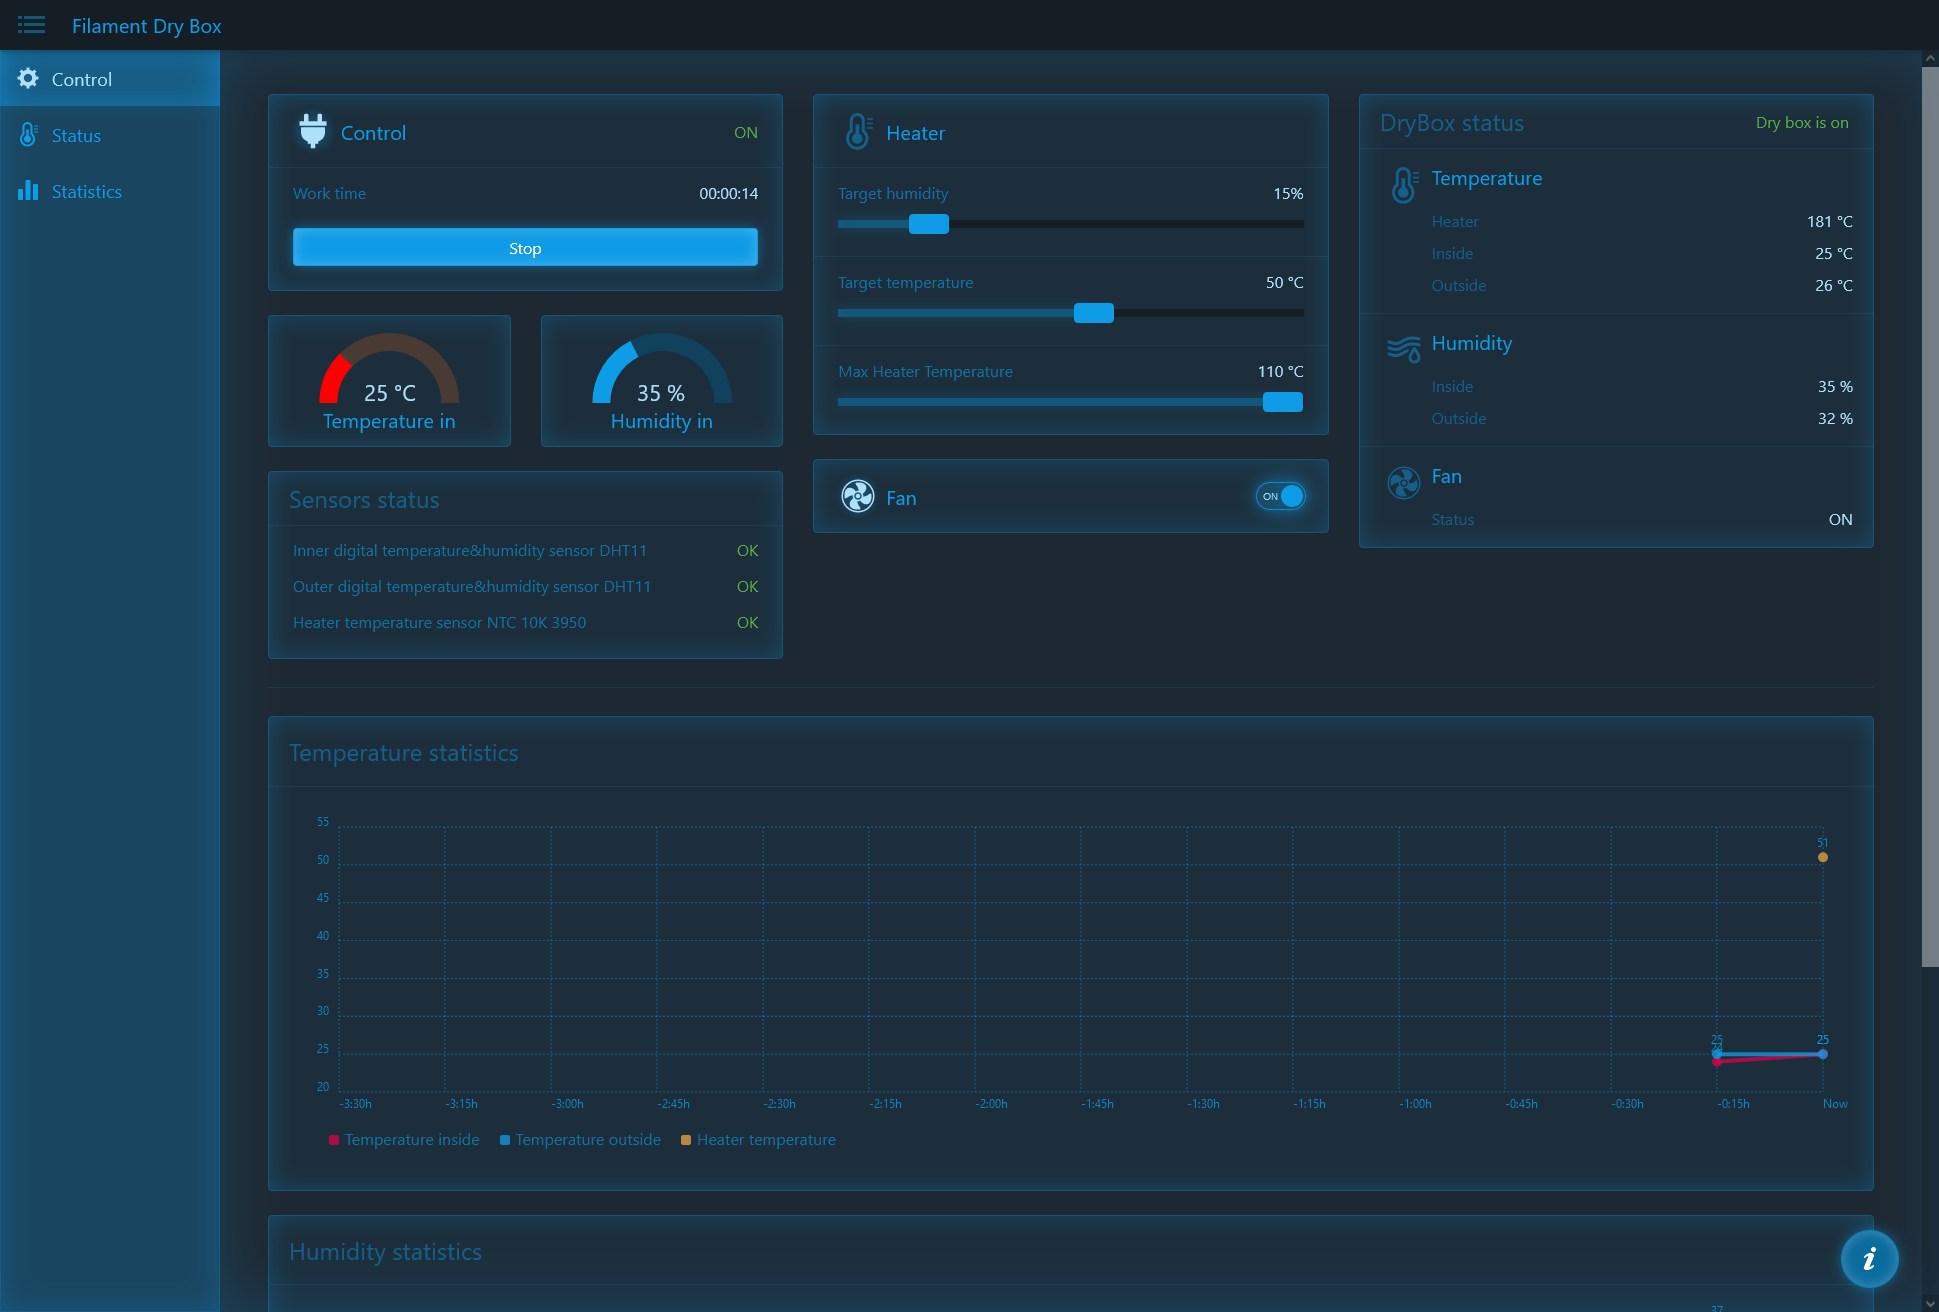 Filament Dry Box
Control
Status
Statistics
Control
ON
Work time
00:00:14
Stop
25 °C
Temperature in
35 %
Humidity in
Sensors status
Inner digital temperature&humidity sensor DHT11
OK
Outer digital temperature&humidity sensor DHT11
OK
Heater temperature sensor NTC 10K 3950
OK
Heater
Target humidity
15%
Target temperature
50 °C
Max Heater Temperature
110 °C
Fan
ON
DryBox status
Dry box is on
Temperature
Heater
181 °C
Inside
25 °C
Outside
26 °C
Humidity
Inside
35 %
Outside
32 %
Fan
Status
ON
Temperature statistics
55
50
45
40
35
30
25
20
51
25
24
25
-3:30h
-3:15h
-3:00h
-2:45h
-2:30h
-2:15h
-2:00h
-1:45h
-1:30h
-1:15h
-1:00h
-0:45h
-0:30h
-0:15h
Now
Temperature inside
Temperature outside
Heater temperature
Humidity statistics
i
37